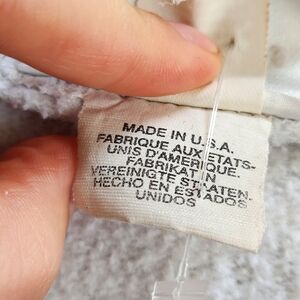 MADE IN U.S.A.
FABRIQUE AUX ETATS-
UNIS D'AMERIQUE.
FABRIKAT IN
VEREINIGTE STAATEN.
HECHO EN ESTADOS
UNIDOS